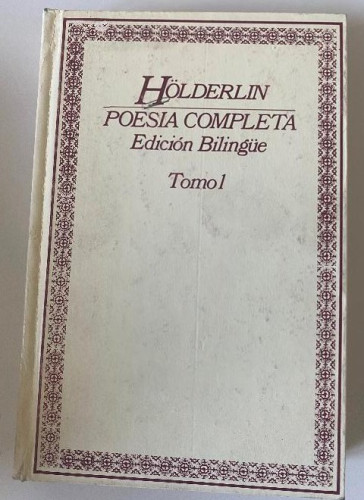 HÖLDERLIN
POESIA COMPLETA
Edición Bilingüe
Tomo 1